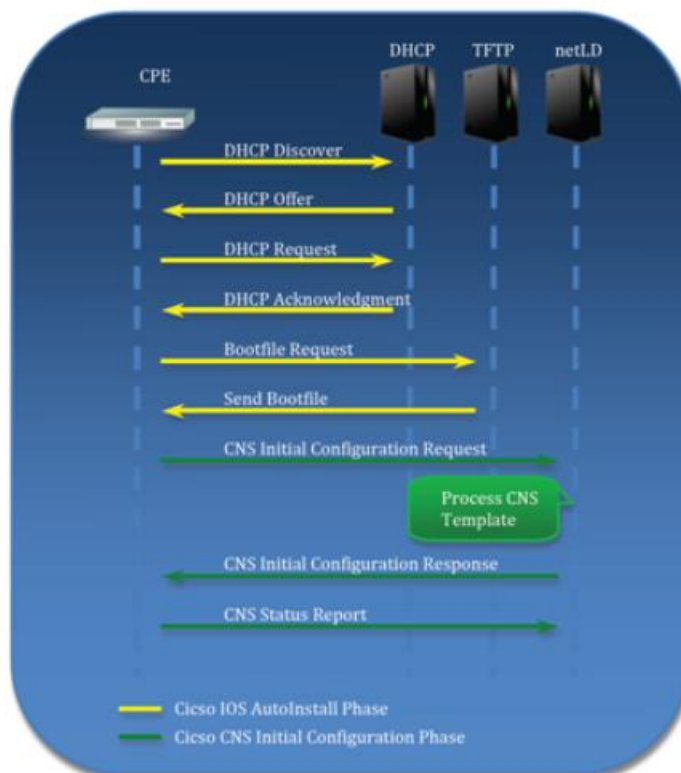 DHCP TFTP netLD
CPE
DHCP Discover
DHCP Offer
DHCP Request
DHCP Acknowledgment
Bootfile Request
Send Bootfile
CNS Initial Configuration Request
Process CNS
Template
CNS Initial Configuration Response
CNS Status Report
Cicso IOS AutoInstall Phase
Cicso CNS Initial Configuration Phase